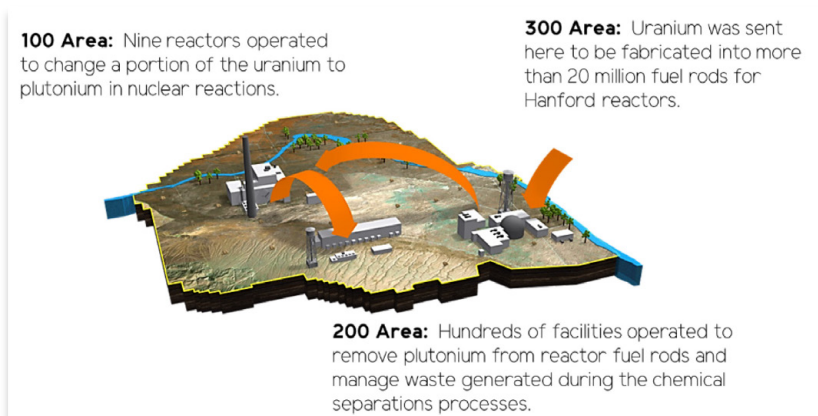 100 Area: Nine reactors operated
to change a portion of the uranium to
plutonium in nuclear reactions.
300 Area: Uranium was sent
here to be fabricated into more
than 20 million fuel rods for
Hanford reactors.
200 Area: Hundreds of facilities operated to
remove plutonium from reactor fuel rods and
manage waste generated during the chemical
separations processes.